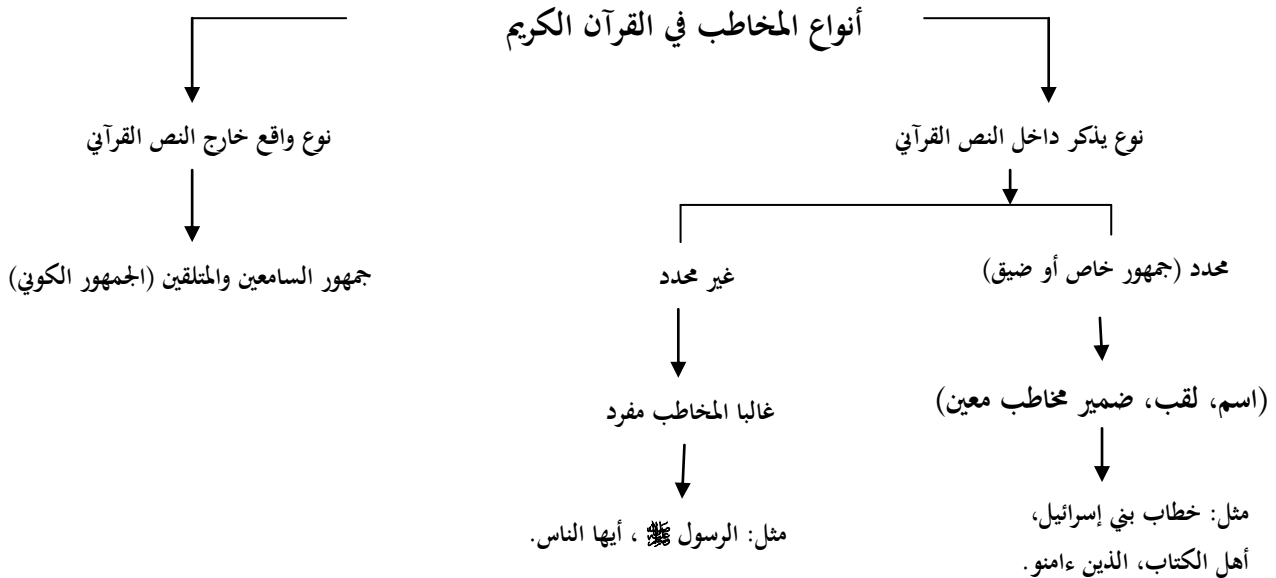 أنواع المخاطب في القرآن الكريم
نوع يذكر داخل النص القرآني
نوع واقع خارج النص القرآني
محدد (جمهور خاص أو ضيق)
غير محدد
جمهور السامعين والمتلقين (الجمهور الكوني)
(اسم، لقب، ضمير مخاطب معين)
غالبا المخاطب مفرد
مثل: خطاب بني إسرائيل،
أهل الكتاب، الذين ءامنو.
مثل: الرسول ﷺ ، أيها الناس.